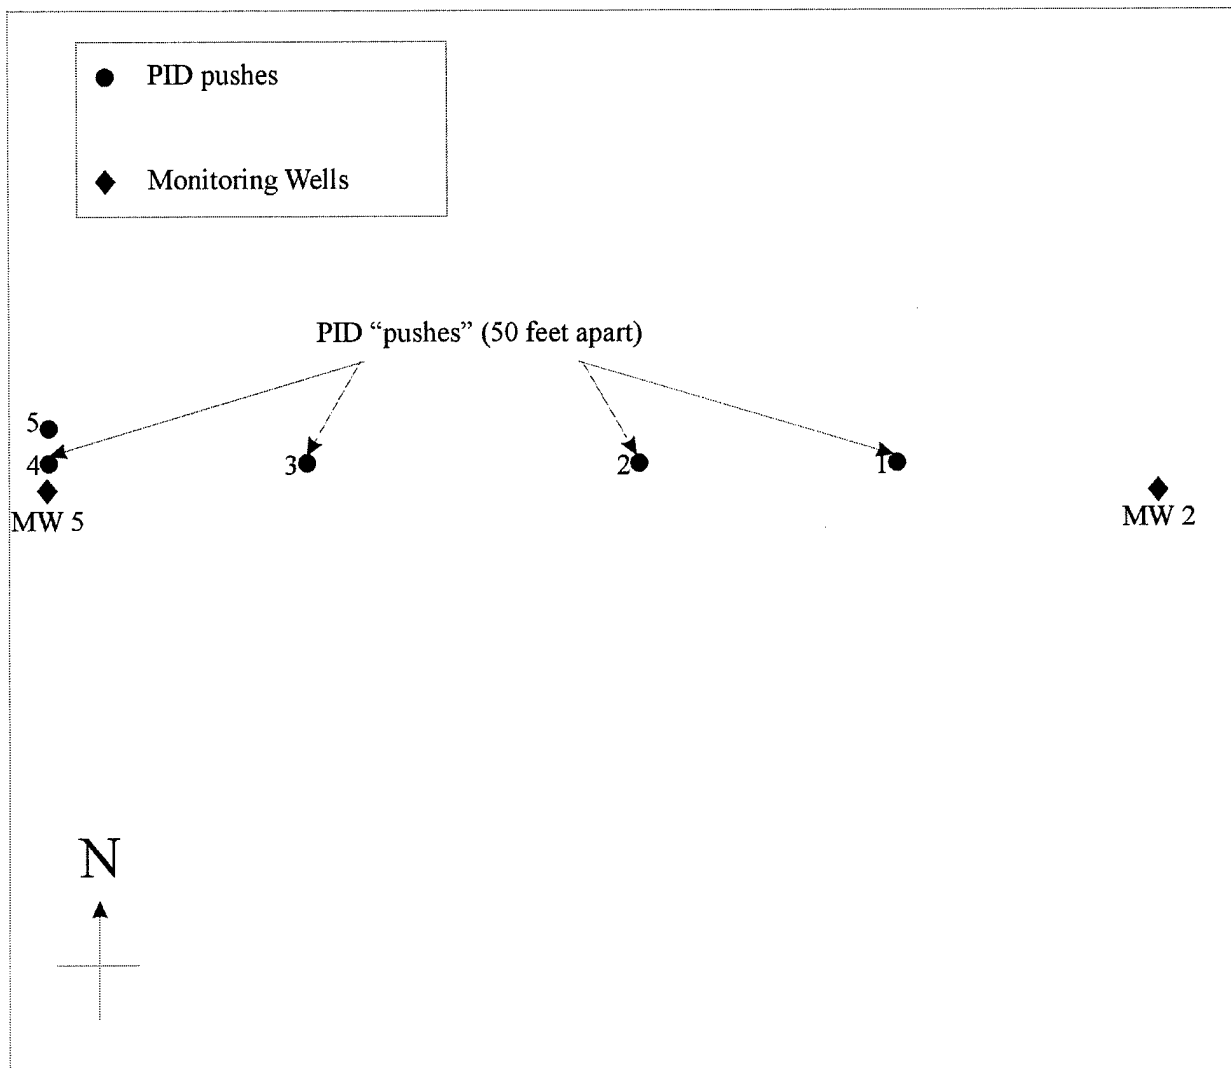 PID pushes
Monitoring Wells
PID “pushes” (50 feet apart)
5
4
3
2
1
MW 5
MW 2
N